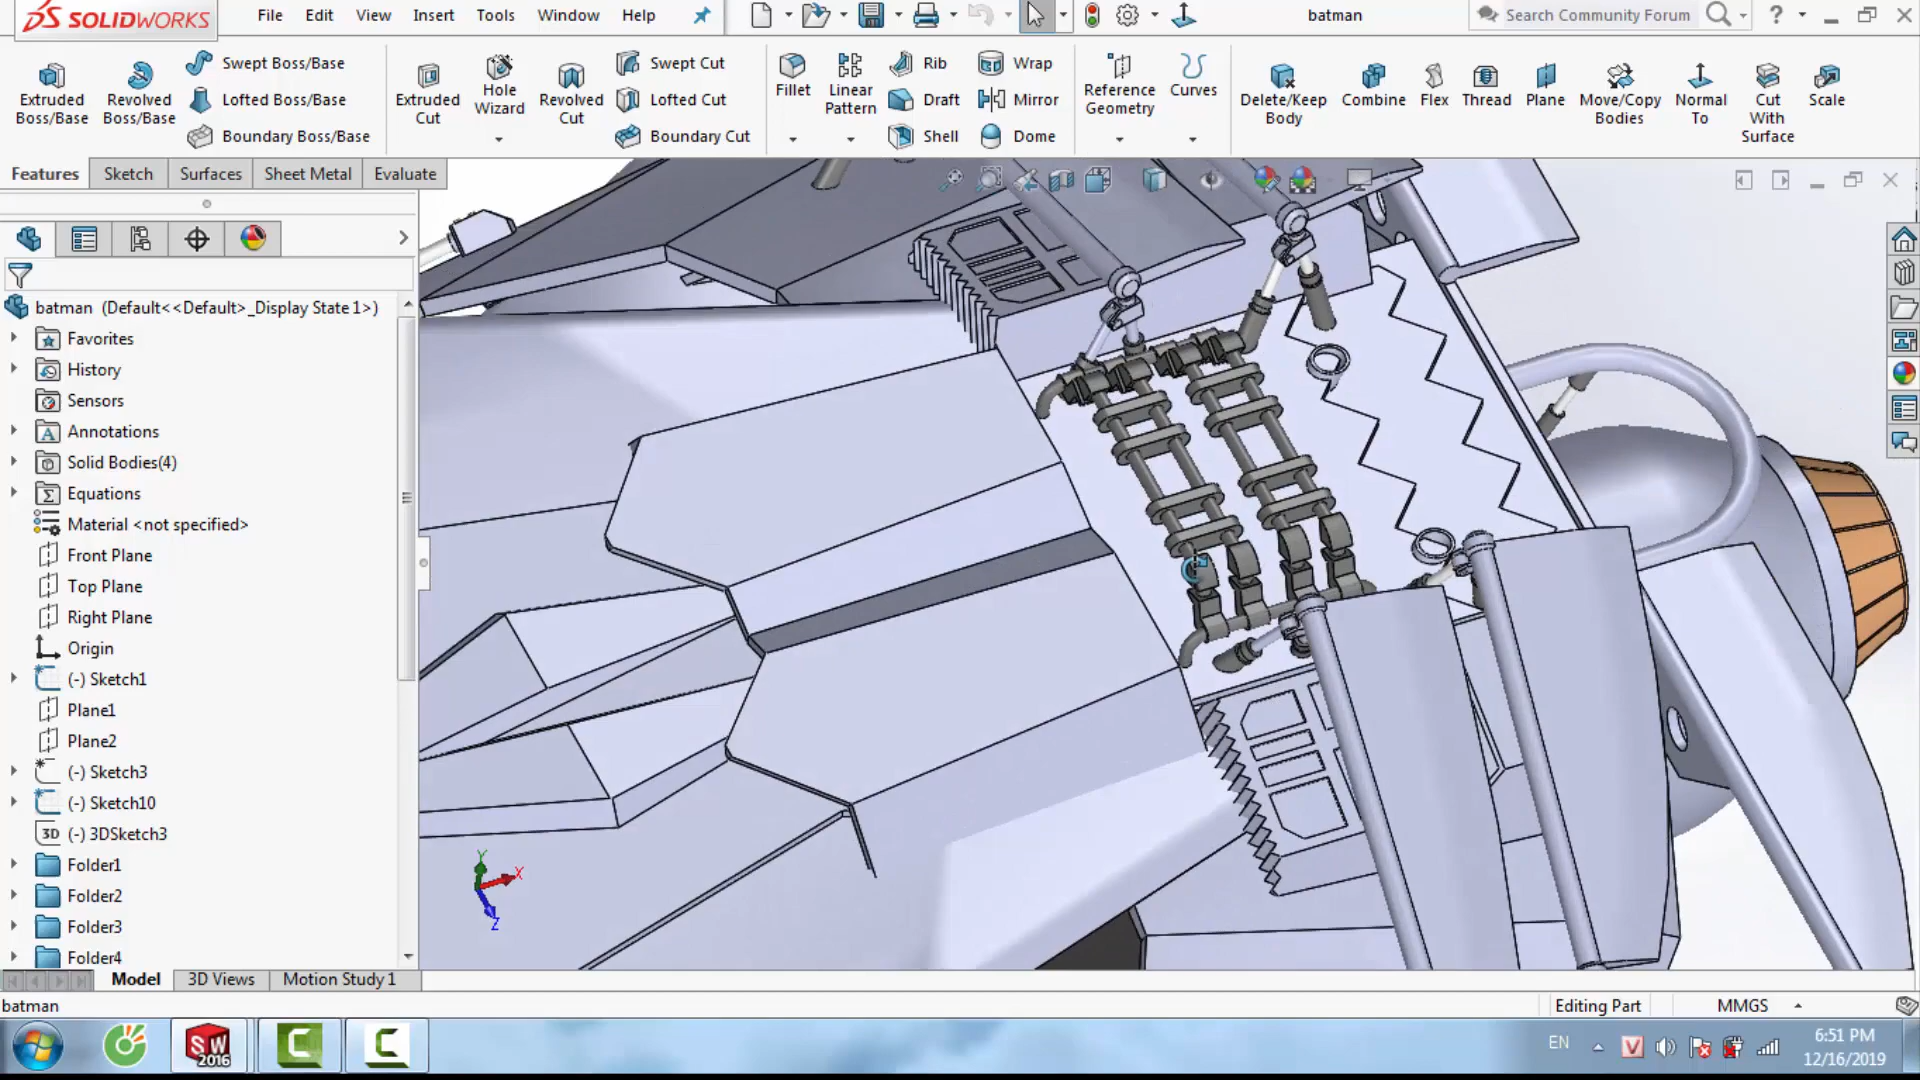 SOLIDWORKS
File Edit View Insert Tools Window Help
batman
Search Community Forum
?
Extruded Boss/Base
Revolved Boss/Base
Swept Boss/Base
Lofted Boss/Base
Boundary Boss/Base
Extruded Cut
Hole Wizard
Revolved Cut
Swept Cut
Lofted Cut
Boundary Cut
Fillet
Linear Pattern
Rib
Draft
Shell
Wrap
Mirror
Dome
Reference Geometry
Curves
Delete/Keep Body
Combine
Flex
Thread
Plane
Move/Copy Bodies
Normal To
Cut With Surface
Scale
Features Sketch Surfaces Sheet Metal Evaluate
batman (Default<<Default>_Display State 1>)
Favorites
History
Sensors
Annotations
Solid Bodies(4)
Equations
Material <not specified>
Front Plane
Top Plane
Right Plane
Origin
(-) Sketch1
Plane1
Plane2
(-) Sketch3
(-) Sketch10
3D (-) 3DSketch3
Folder1
Folder2
Folder3
Folder4
Y
X
Z
Model 3D Views Motion Study 1
batman
Editing Part
MMGS
SW
2016
EN
6:51 PM
12/16/2019